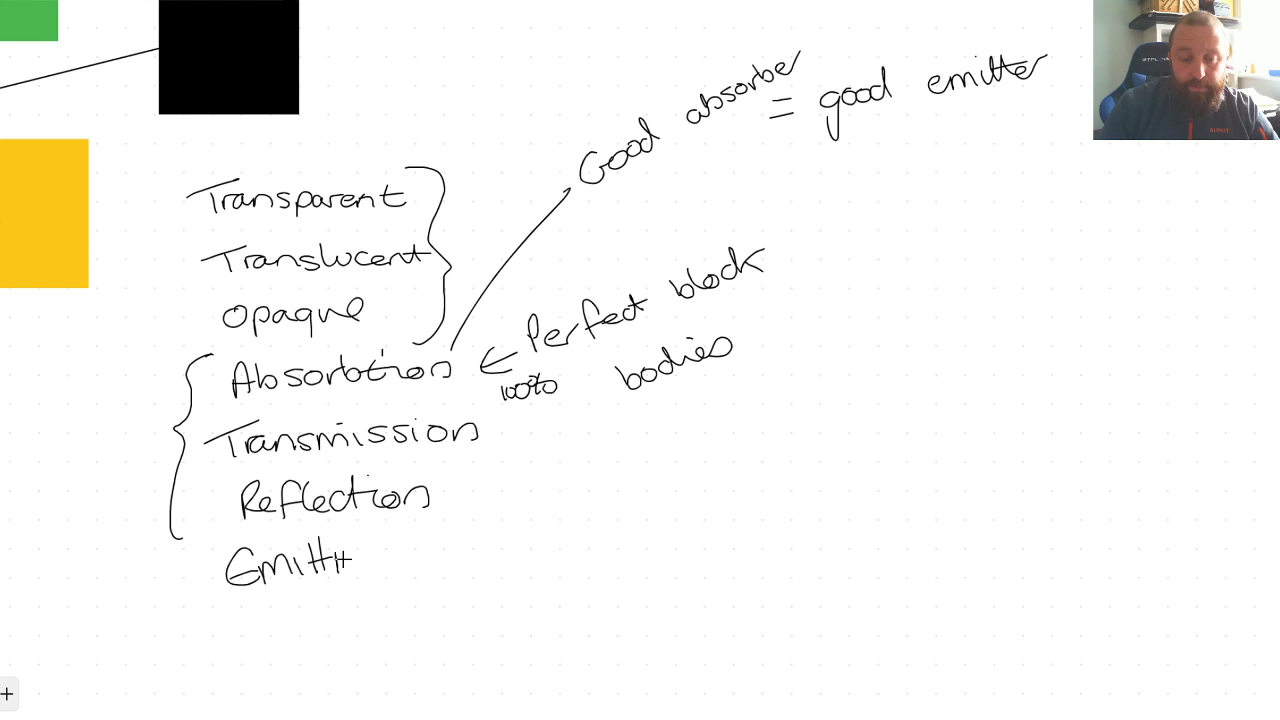 Good absorber
= good emitter
Transparent
Translucent
Opaque
Absorbtion ← Perfect black
100% bodies
Transmission
Reflection
Emitt